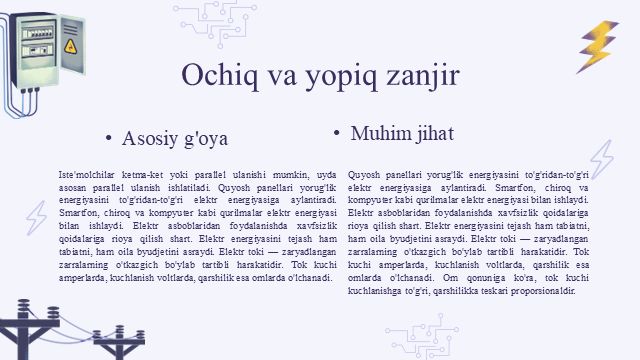 Ochiq va yopiq zanjir
• Asosiy g'oya
Iste'molchilar ketma-ket yoki parallel ulanishi mumkin, uyda
asosan parallel ulanish ishlatiladi. Quyosh panellari yorug'lik
energiyasini to'g'ridan-to'g'ri elektr energiyasiga aylantiradi.
Smartfon, chiroq va kompyuter kabi qurilmalar elektr energiyasi
bilan ishlaydi. Elektr asboblaridan foydalanishda xavfsizlik
qoidalariga rioya qilish shart. Elektr energiyasini tejash ham
tabiatni, ham oila byudjetini asraydi. Elektr toki — zaryadlangan
zarralarning o'tkazgich bo'ylab tartibli harakatidir. Tok kuchi
amperlarda, kuchlanish voltlarda, qarshilik esa omlarda o'lchanadi.
• Muhim jihat
Quyosh panellari yorug'lik energiyasini to'g'ridan-to'g'ri
elektr energiyasiga aylantiradi. Smartfon, chiroq va
kompyuter kabi qurilmalar elektr energiyasi bilan ishlaydi.
Elektr asboblaridan foydalanishda xavfsizlik qoidalariga
rioya qilish shart. Elektr energiyasini tejash ham tabiatni,
ham oila byudjetini asraydi. Elektr toki — zaryadlangan
zarralarning o'tkazgich bo'ylab tartibli harakatidir. Tok
kuchi amperlarda, kuchlanish voltlarda, qarshilik esa
omlarda o'lchanadi. Om qonuniga ko'ra, tok kuchi
kuchlanishga to'g'ri, qarshilikka teskari proporsionaldir.